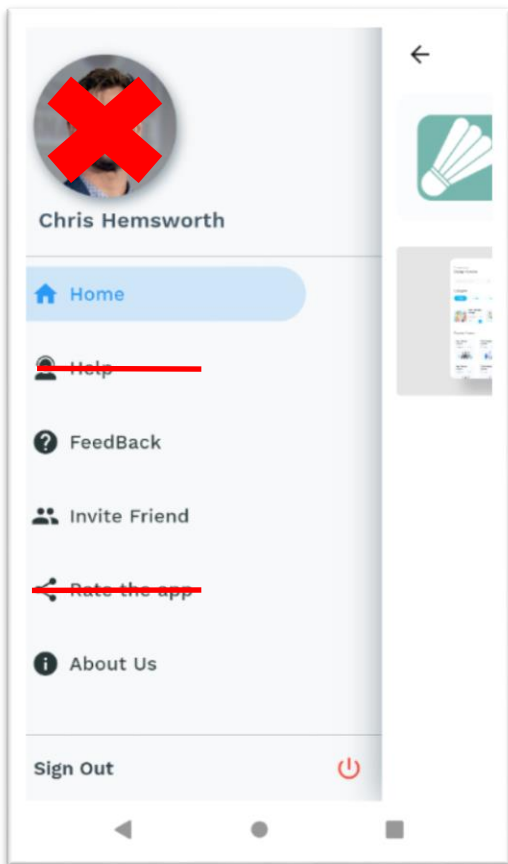 Chris Hemsworth
Home
Help
FeedBack
Invite Friend
Rate the app
About Us
Sign Out